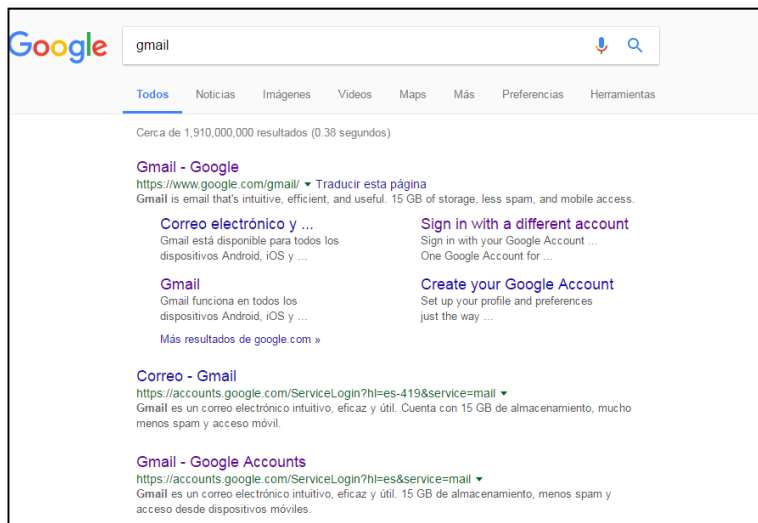 Google
gmail
Todos Noticias Imágenes Videos Maps Más Preferencias Herramientas
Cerca de 1,910,000,000 resultados (0.38 segundos)
Gmail - Google
https://www.google.com/gmail/ ▾ Traducir esta página
Gmail is email that's intuitive, efficient, and useful. 15 GB of storage, less spam, and mobile access.
Correo electrónico y ...
Gmail está disponible para todos los
dispositivos Android, iOS y ...
Sign in with a different account
Sign in with your Google Account ...
One Google Account for ...
Gmail
Gmail funciona en todos los
dispositivos Android, iOS y ...
Create your Google Account
Set up your profile and preferences
just the way ...
Más resultados de google.com »
Correo - Gmail
https://accounts.google.com/ServiceLogin?hl=es-419&service=mail ▾
Gmail es un correo electrónico intuitivo, eficaz y útil. Cuenta con 15 GB de almacenamiento, mucho
menos spam y acceso móvil.
Gmail - Google Accounts
https://accounts.google.com/ServiceLogin?hl=es&service=mail ▾
Gmail es un correo electrónico intuitivo, eficaz y útil. 15 GB de almacenamiento, menos spam y
acceso desde dispositivos móviles.